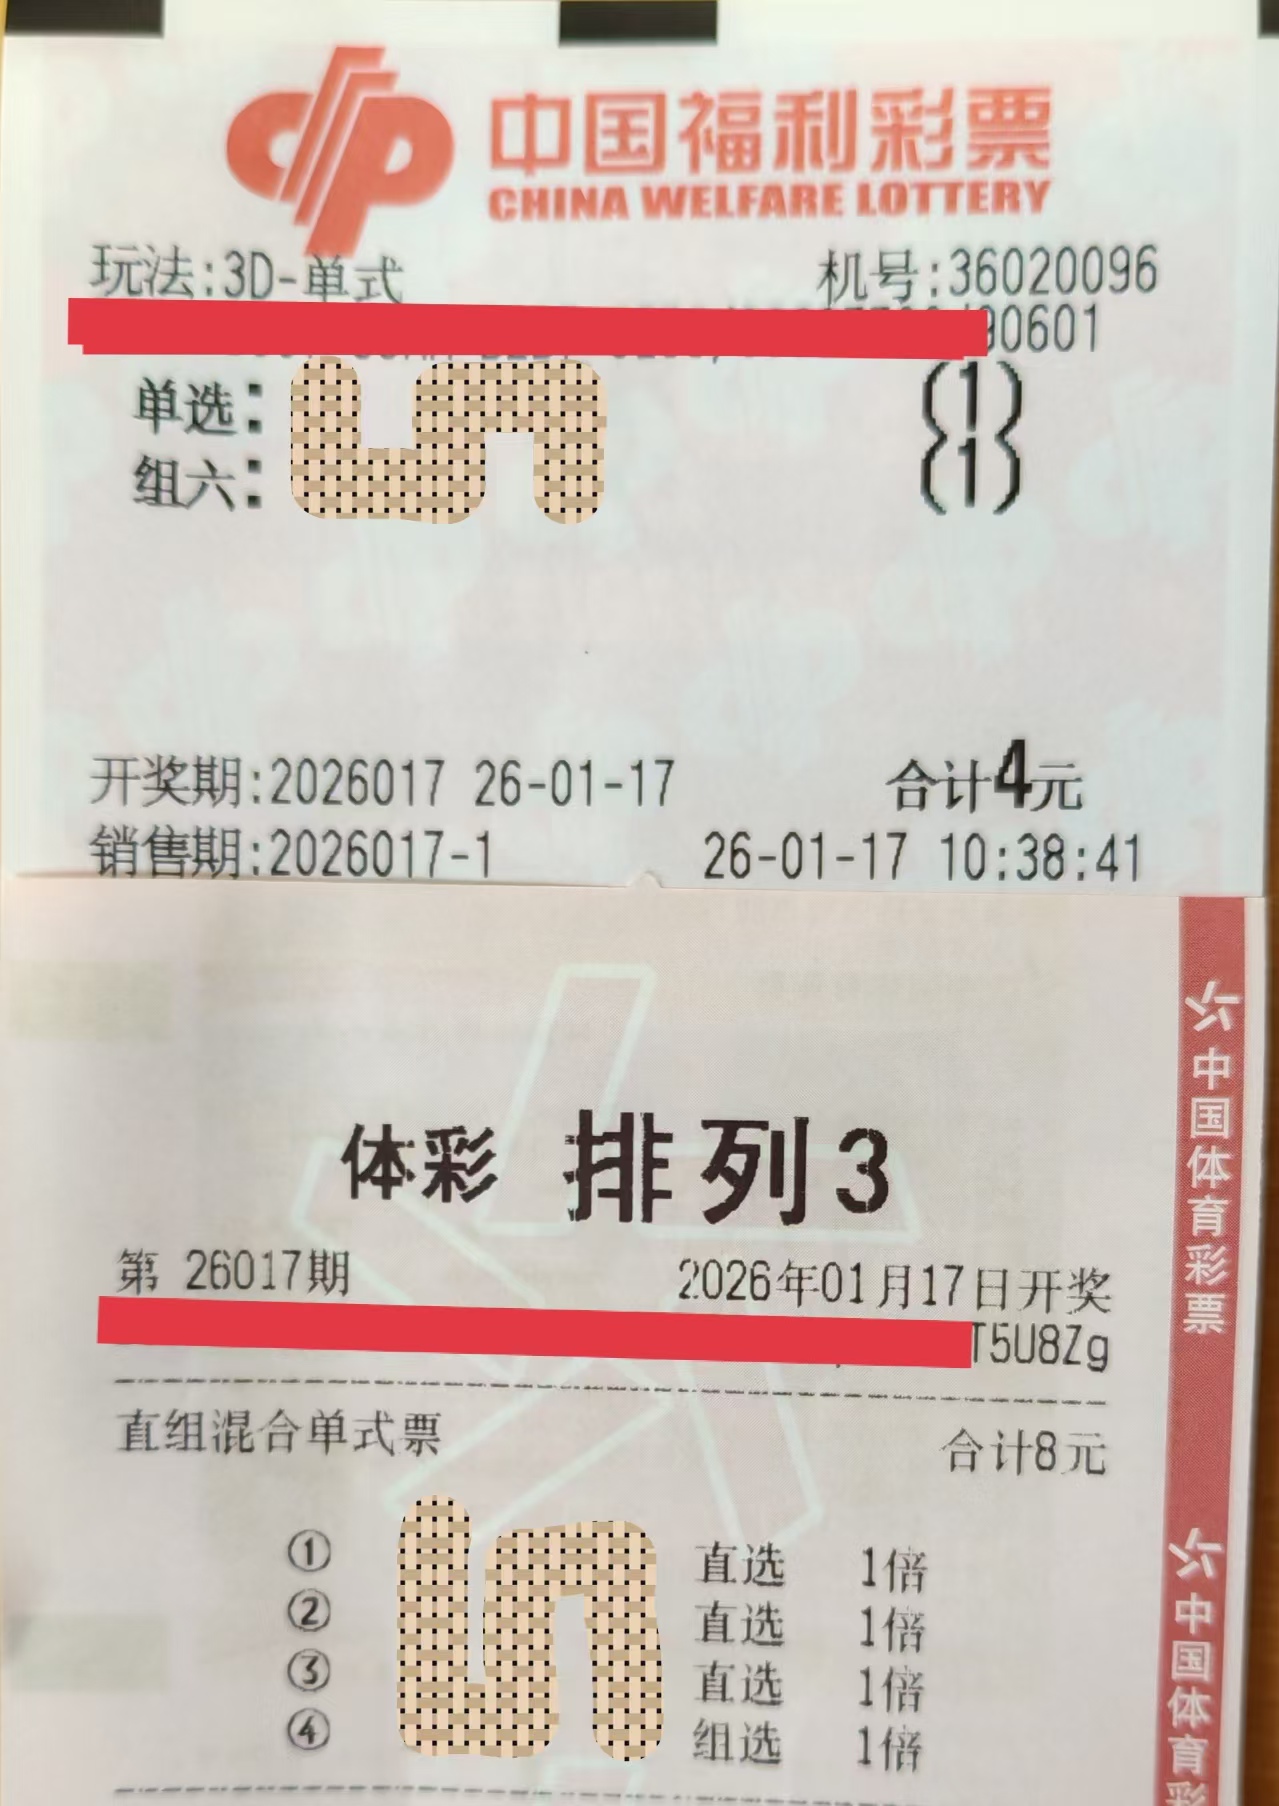 中国福利彩票
CHINA WELFARE LOTTERY
玩法:3D-单式 机号:36020096
90601
单选: (1)
组六: (1)
开奖期:2026017 26-01-17 合计4元
销售期:2026017-1 26-01-17 10:38:41
体彩 排列3
第 26017期 2026年01月17日开奖
T5U8Zg
直组混合单式票 合计8元
① 直选 1倍
② 直选 1倍
③ 直选 1倍
④ 组选 1倍
中国体育彩票
中国体育彩